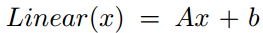 Linear(x) = Ax + b